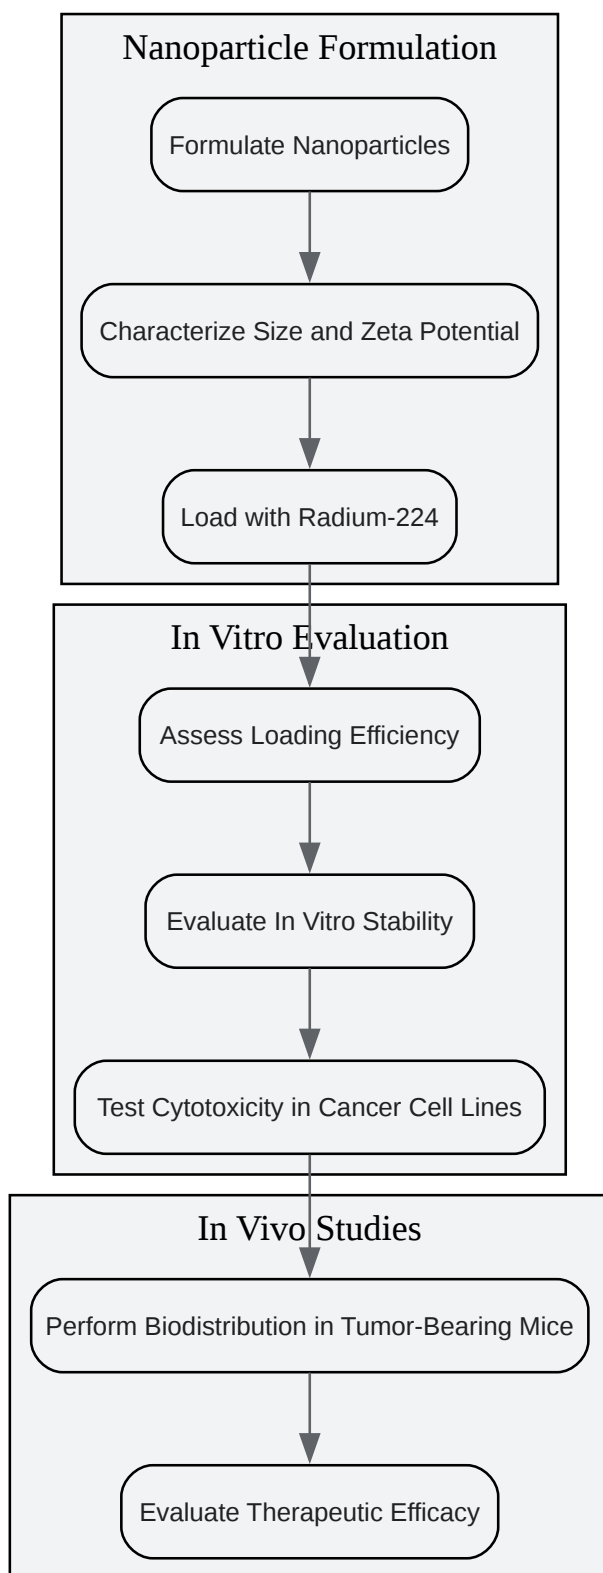 Nanoparticle Formulation
Formulate Nanoparticles
Characterize Size and Zeta Potential
Load with Radium-224
In Vitro Evaluation
Assess Loading Efficiency
Evaluate In Vitro Stability
Test Cytotoxicity in Cancer Cell Lines
In Vivo Studies
Perform Biodistribution in Tumor-Bearing Mice
Evaluate Therapeutic Efficacy